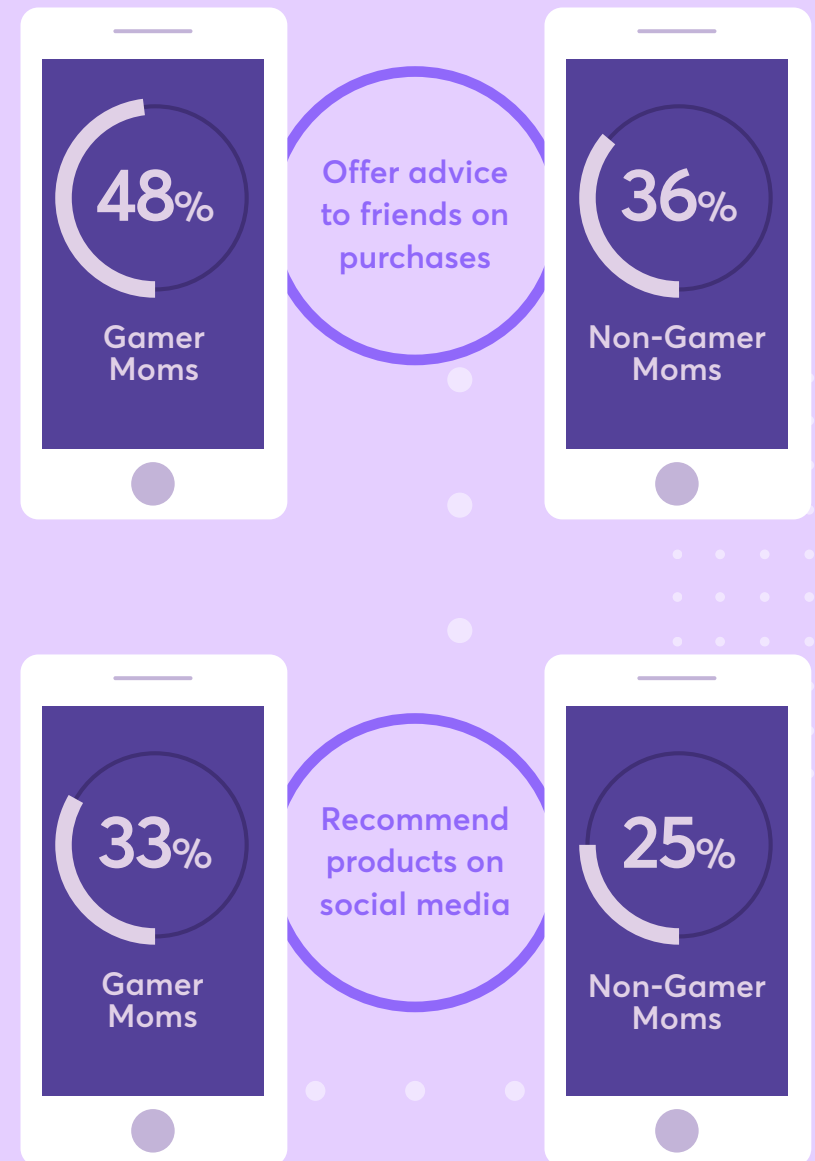 48%
Gamer
Moms
Offer advice
to friends on
purchases
36%
Non-Gamer
Moms
33%
Gamer
Moms
Recommend
products on
social media
25%
Non-Gamer
Moms